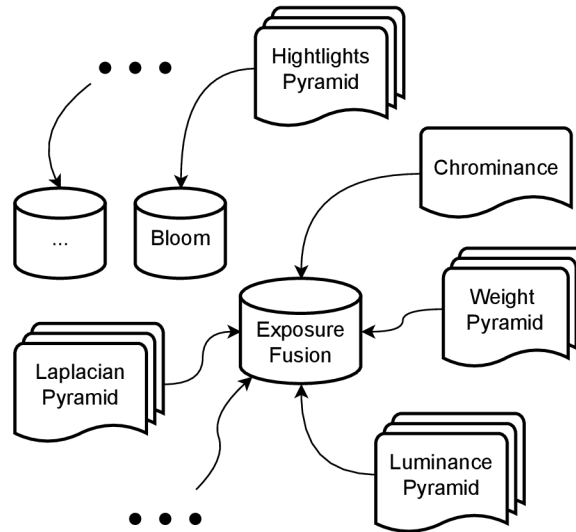 Hightlights
Pyramid
Chrominance
...
Bloom
Weight
Pyramid
Exposure
Fusion
Laplacian
Pyramid
Luminance
Pyramid